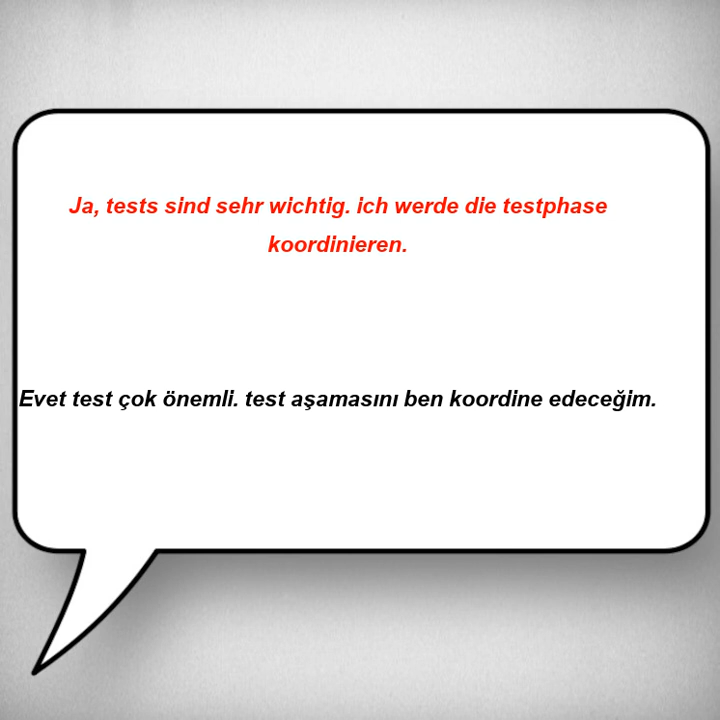 Ja, tests sind sehr wichtig. ich werde die testphase
koordinieren.
Evet test çok önemli. test aşamasını ben koordine edeceğim.